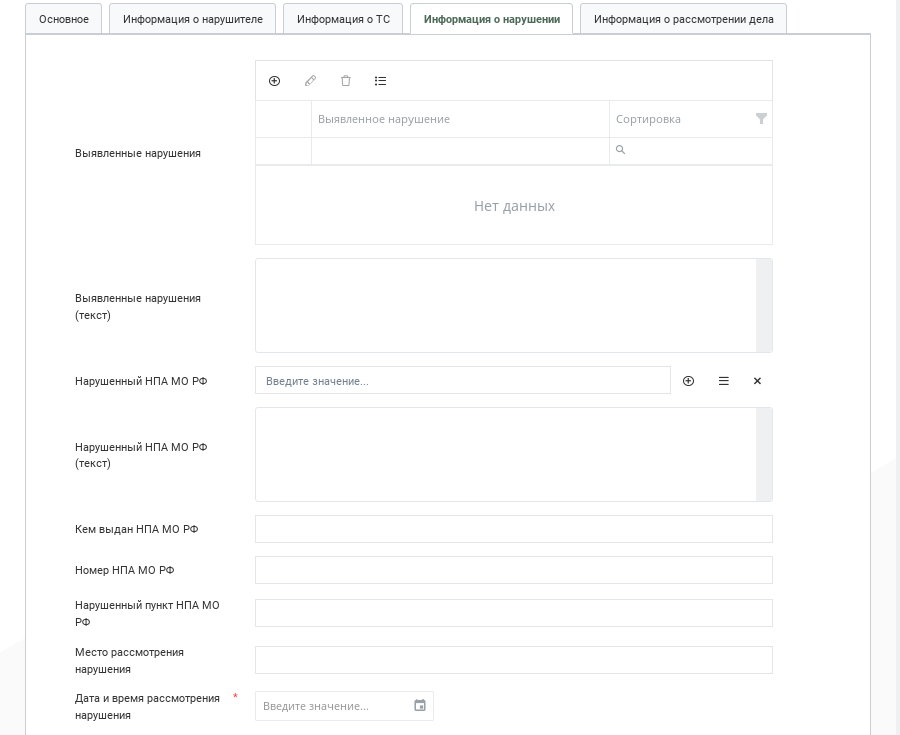 Основное
Информация о нарушителе
Информация о ТС
Информация о нарушении
Информация о рассмотрении дела
Выявленные нарушения
Выявленное нарушение
Сортировка
Нет данных
Выявленные нарушения
(текст)
Нарушенный НПА МО РФ
Введите значение...
Нарушенный НПА МО РФ
(текст)
Кем выдан НПА МО РФ
Номер НПА МО РФ
Нарушенный пункт НПА МО
РФ
Место рассмотрения
нарушения
Дата и время рассмотрения *
нарушения
Введите значение...